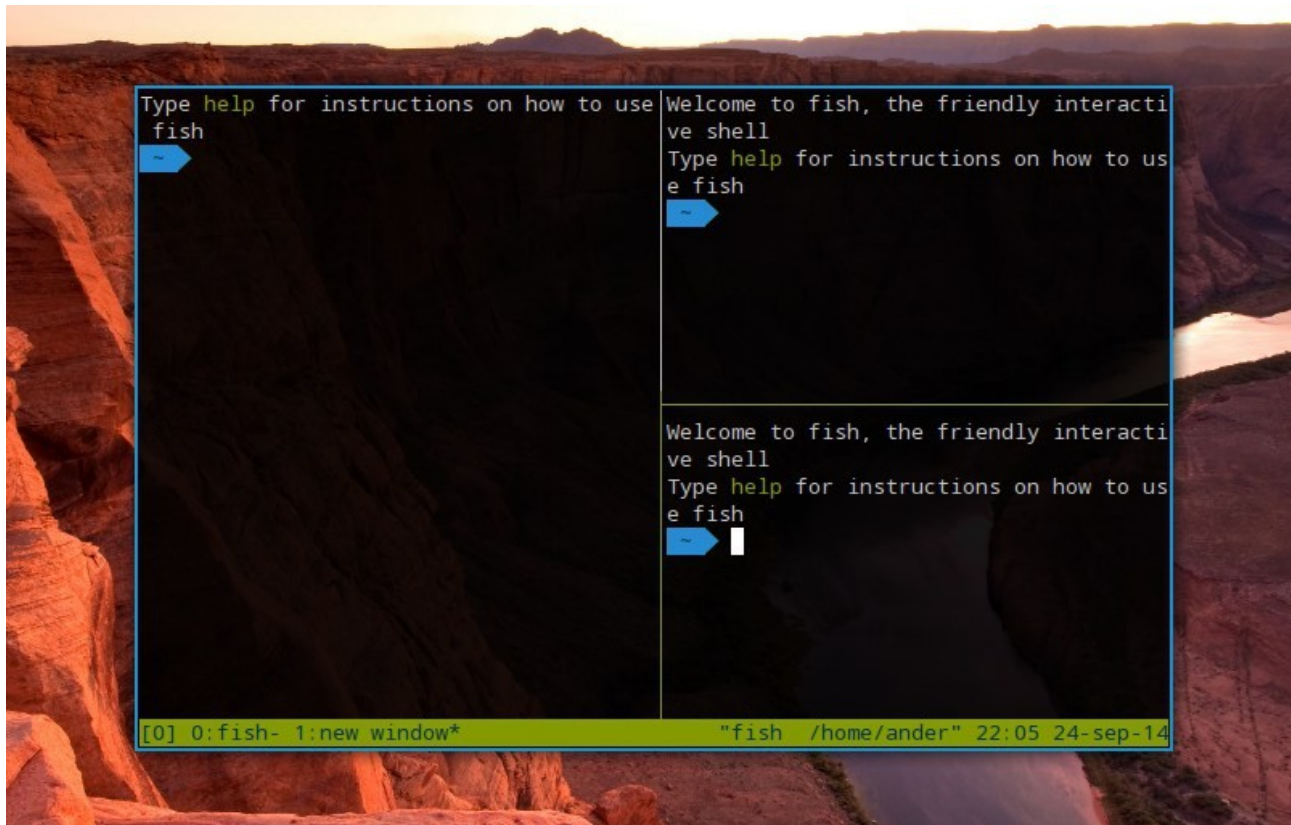 Type help for instructions on how to use
 fish
~
Welcome to fish, the friendly interacti
ve shell
Type help for instructions on how to us
e fish
~
Welcome to fish, the friendly interacti
ve shell
Type help for instructions on how to us
e fish
~
[0] 0:fish- 1:new window* "fish  /home/ander" 22:05 24-sep-14